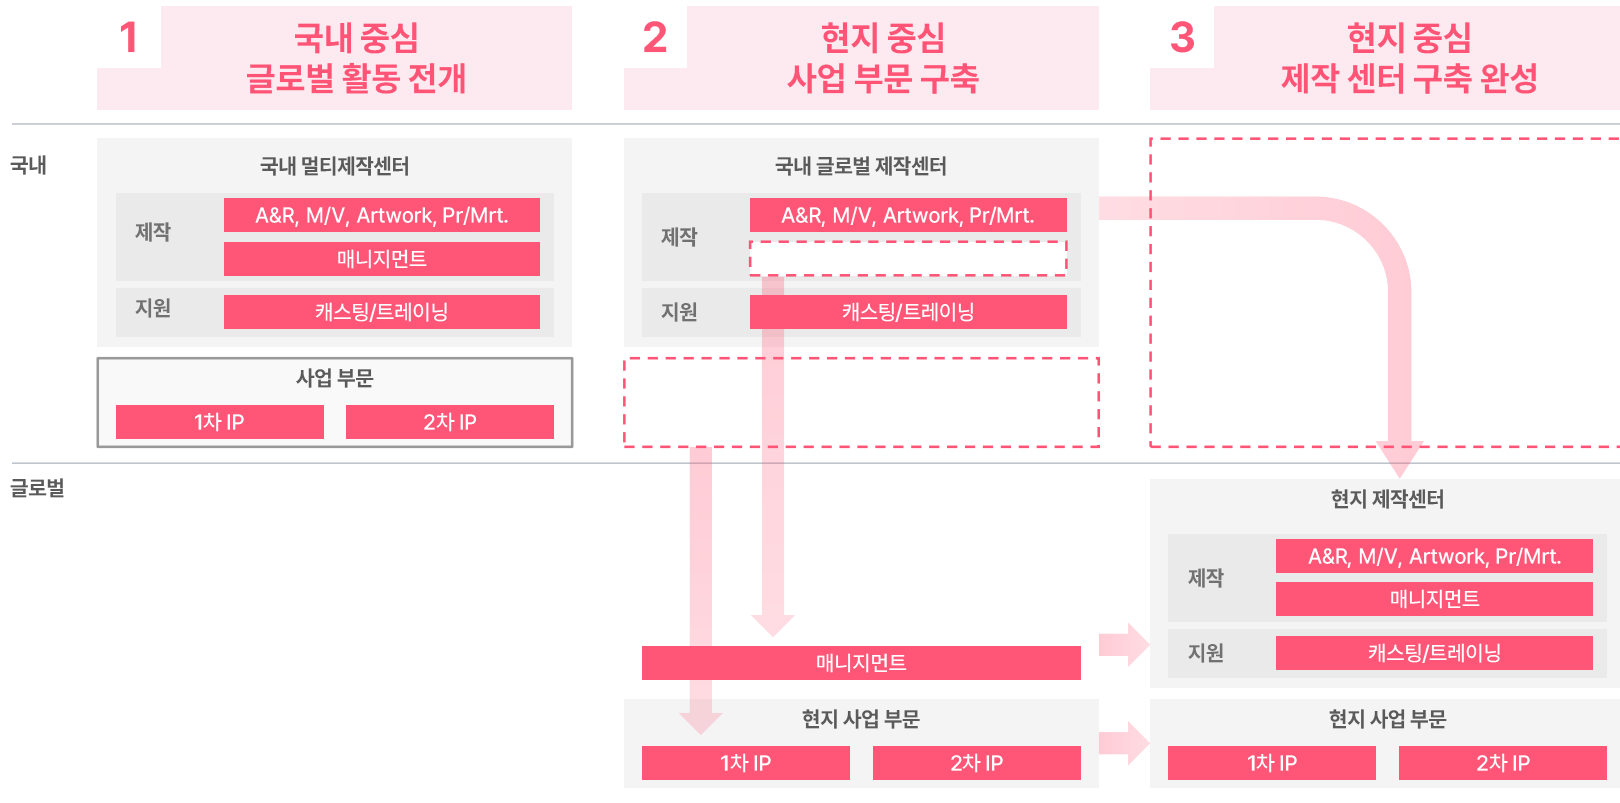 1
국내 중심
글로벌 활동 전개
2
현지 중심
사업 부문 구축
3
현지 중심
제작 센터 구축 완성
국내
국내 멀티제작센터
제작
A&R, M/V, Artwork, Pr/Mrt.
매니지먼트
지원
캐스팅/트레이닝
사업 부문
1차 IP
2차 IP
국내 글로벌 제작센터
제작
A&R, M/V, Artwork, Pr/Mrt.
지원
캐스팅/트레이닝
글로벌
매니지먼트
현지 사업 부문
1차 IP
2차 IP
현지 제작센터
제작
A&R, M/V, Artwork, Pr/Mrt.
매니지먼트
지원
캐스팅/트레이닝
현지 사업 부문
1차 IP
2차 IP